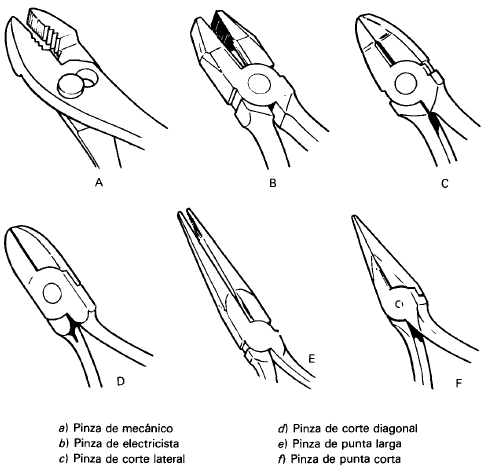 A
B
C
D
E
F
a) Pinza de mecánico
b) Pinza de electricista
c) Pinza de corte lateral
d) Pinza de corte diagonal
e) Pinza de punta larga
f) Pinza de punta corta